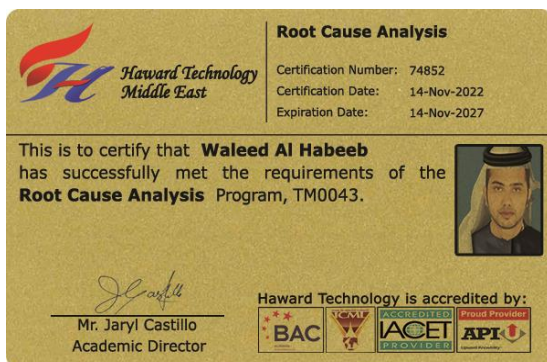 Haward Technology
Middle East
Root Cause Analysis
Certification Number: 74852
Certification Date: 14-Nov-2022
Expiration Date: 14-Nov-2027
This is to certify that Waleed Al Habeeb
has successfully met the requirements of the
Root Cause Analysis Program, TM0043.
Mr. Jaryl Castillo
Academic Director
Haward Technology is accredited by:
BAC
ICMI
ACCREDITED
IACET
PROVIDER
Proud Provider
API